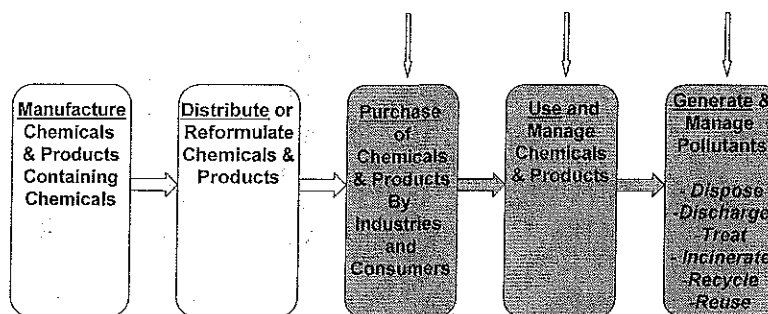 Manufacture
Chemicals
& Products
Containing
Chemicals
Distribute or
Reformulate
Chemicals &
Products
Purchase
of
Chemicals
& Products
By
Industries
and
Consumers
Use and
Manage
Chemicals
& Products
Generate &
Manage
Pollutants
- Dispose
-Discharge
-Treat
- Incinerate
-Recycle
-Reuse